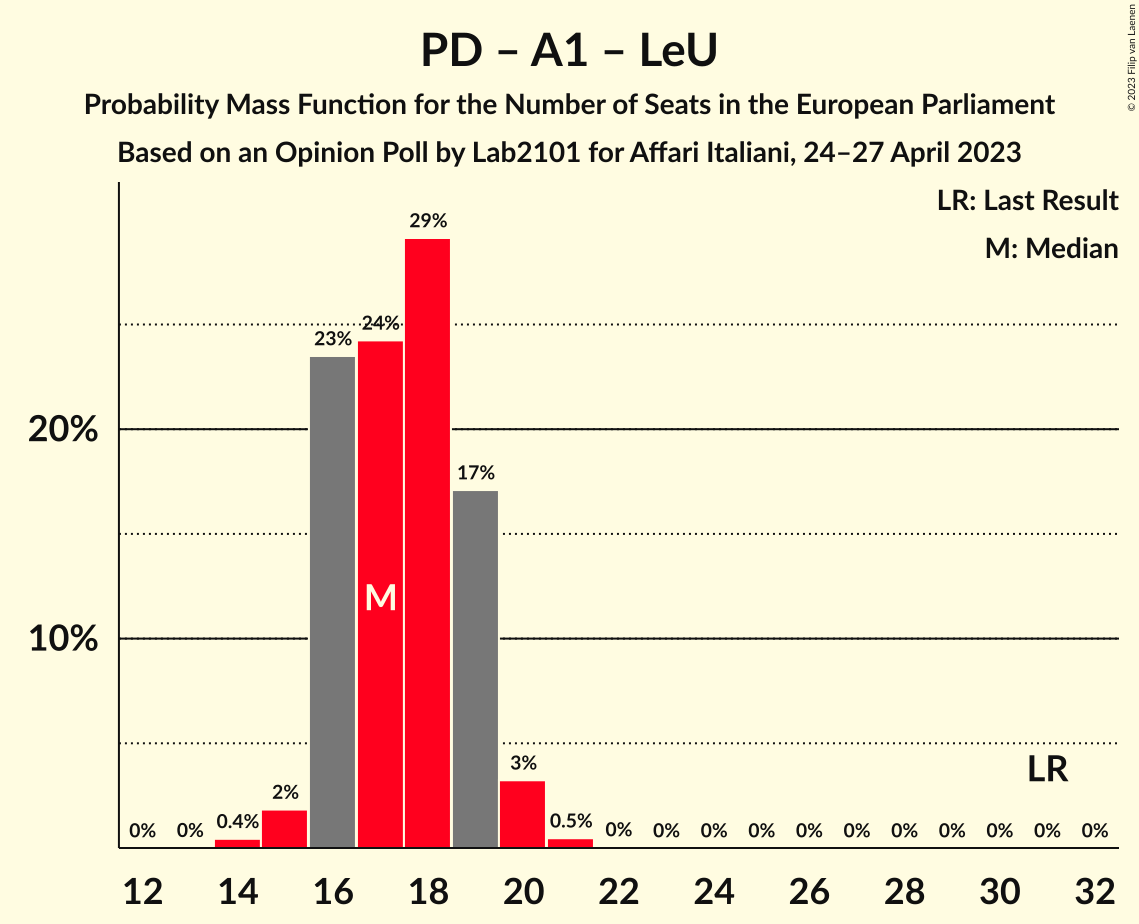 PD – A1 – LeU
Probability Mass Function for the Number of Seats in the European Parliament
Based on an Opinion Poll by Lab2101 for Affari Italiani, 24–27 April 2023
© 2023 Filip van Laenen
LR: Last Result
M: Median
29%
24%
23%
20%
17%
M
10%
LR
3%
2%
0% 0% 0.4% 0.5% 0% 0% 0% 0% 0% 0% 0% 0% 0% 0% 0%
12 14 16 18 20 22 24 26 28 30 32